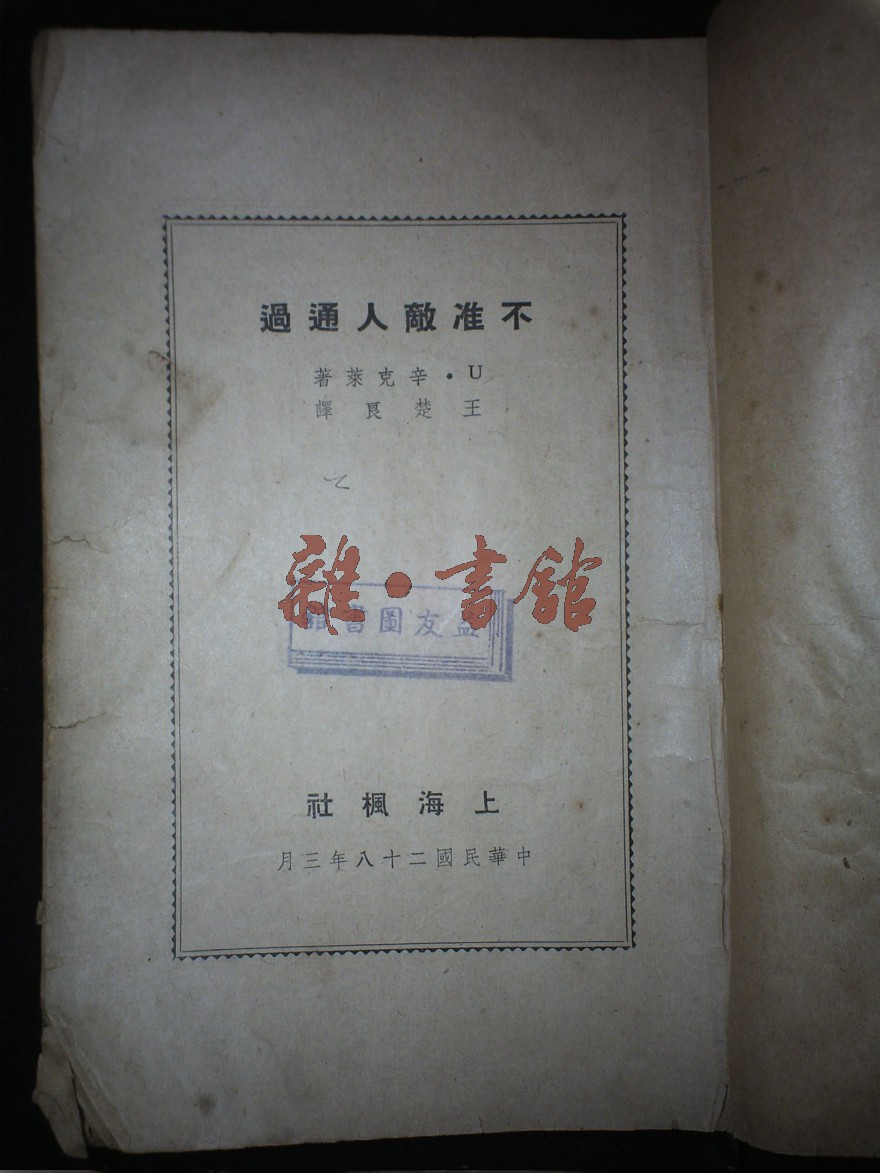 不准敵人通過
U·辛克萊著
王楚良譯
雜·書館
益友圖書館
上海楓社
中華民國二十八年三月